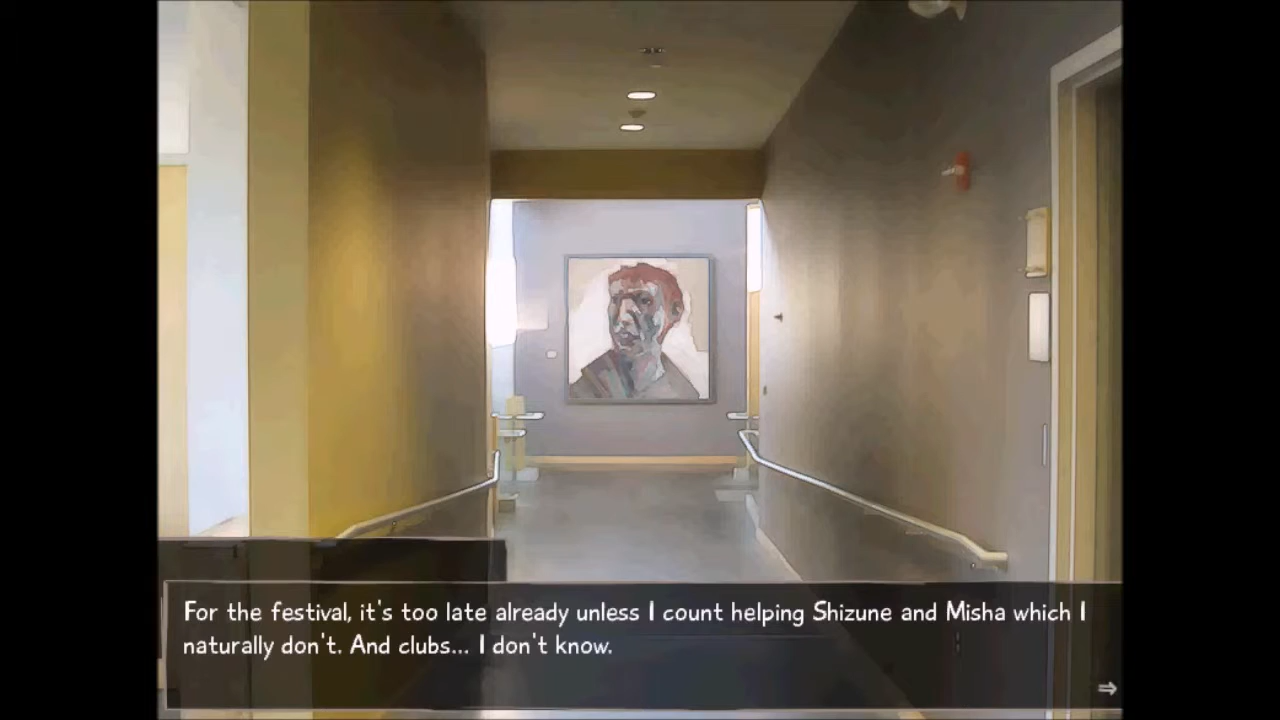 For the festival, it's too late already unless I count helping Shizune and Misha which I
naturally don't. And clubs... I don't know.